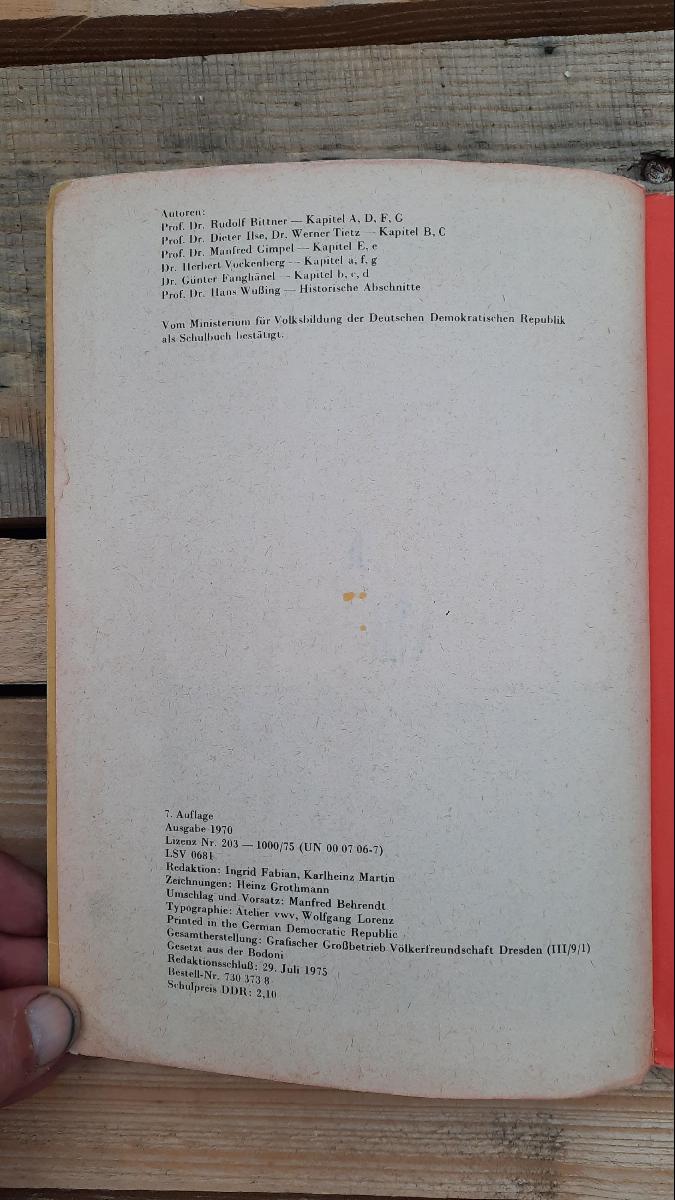 Autoren:
Prof. Dr. Rudolf Bittner — Kapitel A, D, F, G
Prof. Dr. Dieter Ilse, Dr. Werner Tietz — Kapitel B, C
Prof. Dr. Manfred Gimpel — Kapitel E, e
Dr. Herbert Vockenberg — Kapitel a, f, g
Dr. Günter Fanghänel — Kapitel b, c, d
Prof. Dr. Hans Wußing — Historische Abschnitte
Vom Ministerium für Volksbildung der Deutschen Demokratischen Republik
als Schulbuch bestätigt.
7. Auflage
Ausgabe 1970
Lizenz Nr. 203 — 1000/75 (UN 00 07 06-7)
LSV 0681
Redaktion: Ingrid Fabian, Karlheinz Martin
Zeichnungen: Heinz Grothmann
Umschlag und Vorsatz: Manfred Behrendt
Typographie: Atelier vwv, Wolfgang Lorenz
Printed in the German Democratic Republic
Gesamtherstellung: Grafischer Großbetrieb Völkerfreundschaft Dresden (III/9/1)
Gesetzt aus der Bodoni
Redaktionsschluß: 29. Juli 1975
Bestell-Nr. 730 373 8
Schulpreis DDR: 2,10